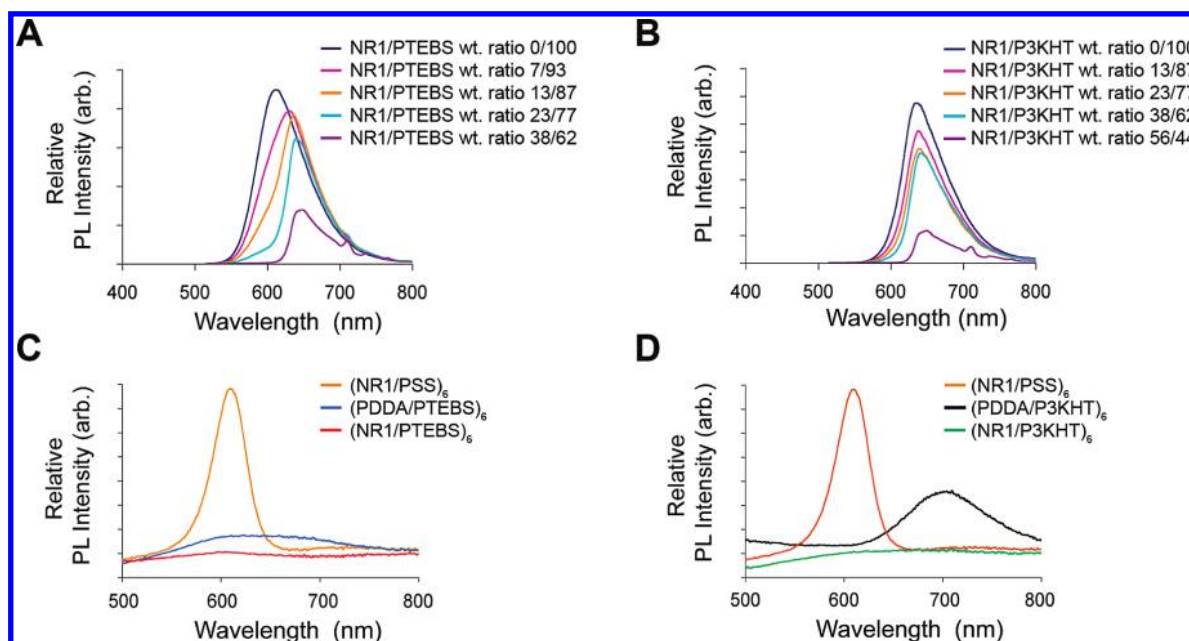 A
NR1/PTEBS wt. ratio 0/100
NR1/PTEBS wt. ratio 7/93
NR1/PTEBS wt. ratio 13/87
NR1/PTEBS wt. ratio 23/77
NR1/PTEBS wt. ratio 38/62
Relative
PL Intensity (arb.)
400 500 600 700 800
Wavelength (nm)
B
NR1/P3KHT wt. ratio 0/100
NR1/P3KHT wt. ratio 13/87
NR1/P3KHT wt. ratio 23/77
NR1/P3KHT wt. ratio 38/62
NR1/P3KHT wt. ratio 56/44
Relative
PL Intensity (arb.)
400 500 600 700 800
Wavelength (nm)
C
(NR1/PSS)₆
(PDDA/PTEBS)₆
(NR1/PTEBS)₆
Relative
PL Intensity (arb.)
500 600 700 800
Wavelength (nm)
D
(NR1/PSS)₆
(PDDA/P3KHT)₆
(NR1/P3KHT)₆
Relative
PL Intensity (arb.)
500 600 700 800
Wavelength (nm)